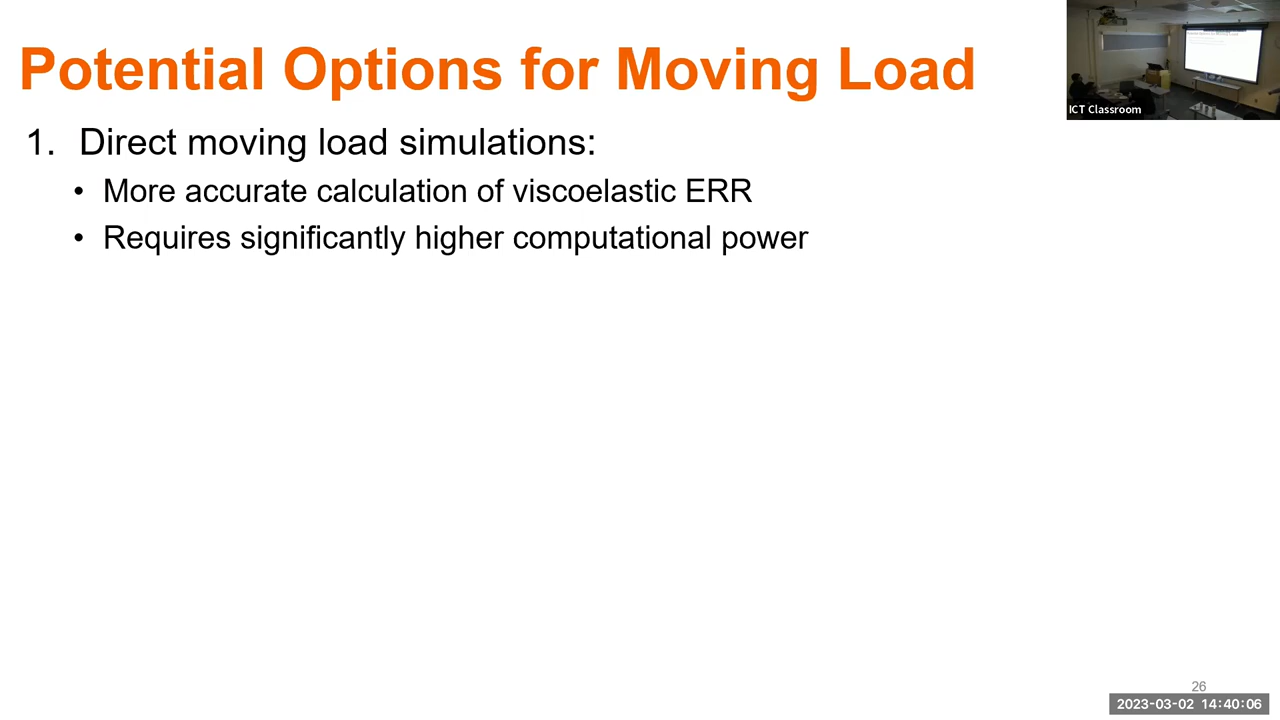 Potential Options for Moving Load
ICT Classroom
1. Direct moving load simulations:
• More accurate calculation of viscoelastic ERR
• Requires significantly higher computational power
26
2023-03-02 14:40:06